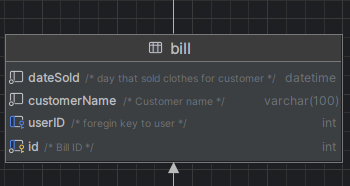 bill
dateSold /* day that sold clothes for customer */ datetime
customerName /* Customer name */ varchar(100)
userID /* foregin key to user */ int
id /* Bill ID */ int